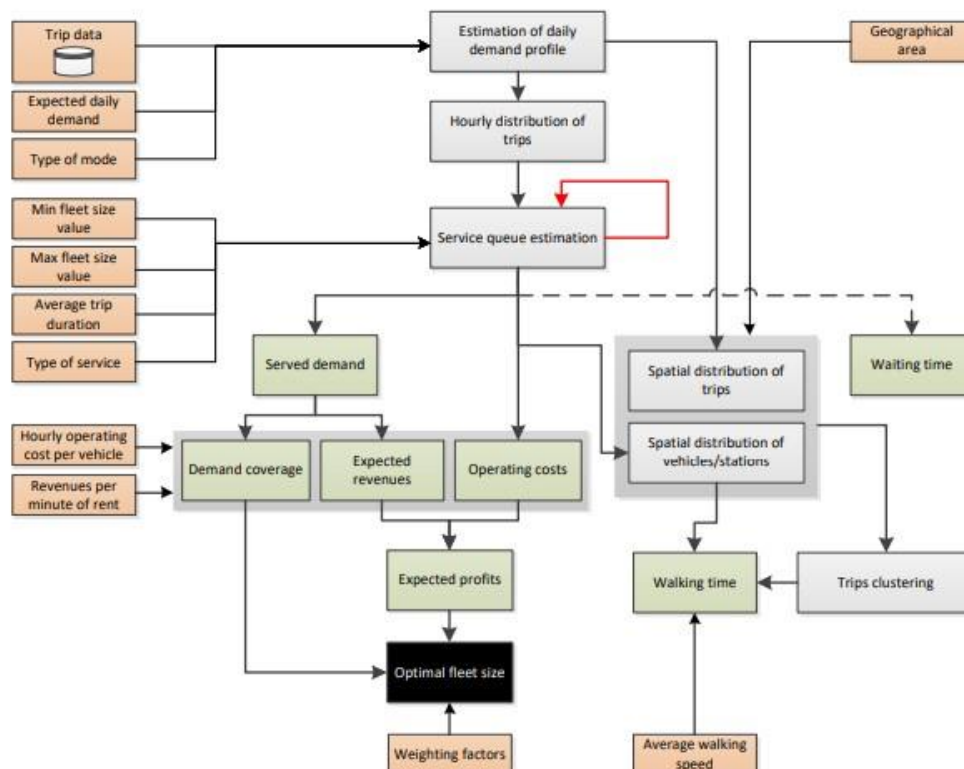 Trip data
Estimation of daily
demand profile
Geographical
area
Expected daily
demand
Hourly distribution of
trips
Type of mode
Min fleet size
value
Service queue estimation
Max fleet size
value
Average trip
duration
Type of service
Served demand
Waiting time
Spatial distribution of
trips
Spatial distribution of
vehicles/stations
Hourly operating
cost per vehicle
Revenues per
minute of rent
Demand coverage
Expected
revenues
Operating costs
Expected profits
Walking time
Trips clustering
Optimal fleet size
Weighting factors
Average walking
speed